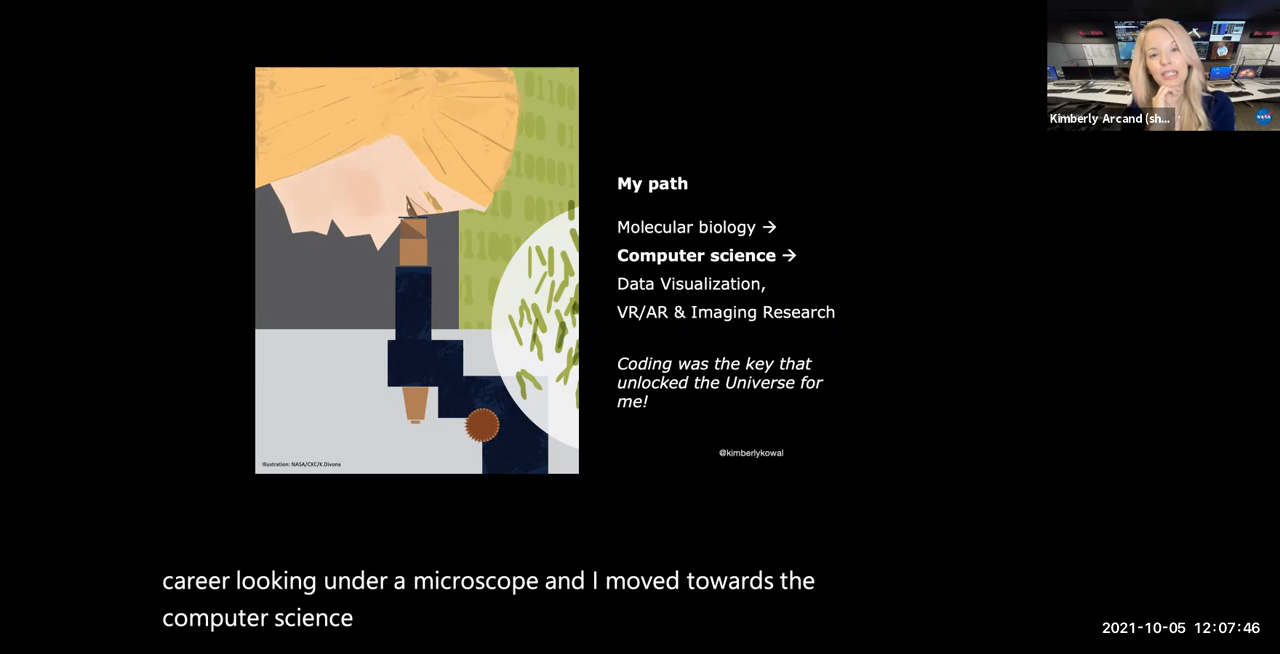 Kimberly Arcand (sh...
NASA
My path
Molecular biology →
Computer science →
Data Visualization,
VR/AR & Imaging Research
Coding was the key that
unlocked the Universe for
me!
@kimberlykowal
Illustration: NASA/CXC/K.Divona
career looking under a microscope and I moved towards the
computer science
2021-10-05 12:07:46